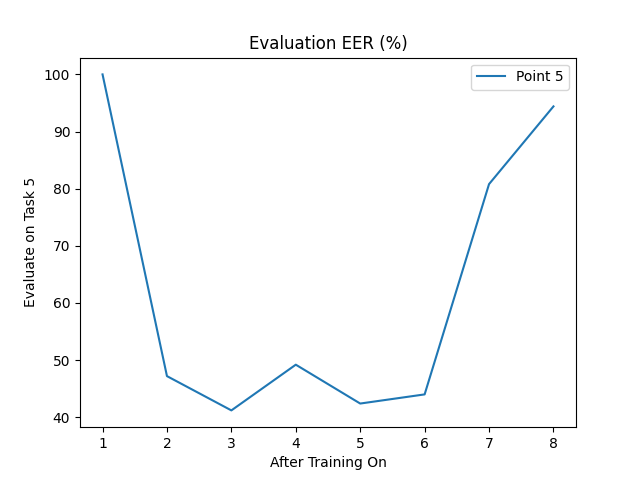 Evaluation EER (%)
Point 5
100
90
80
70
60
50
40
Evaluate on Task 5
1 2 3 4 5 6 7 8
After Training On